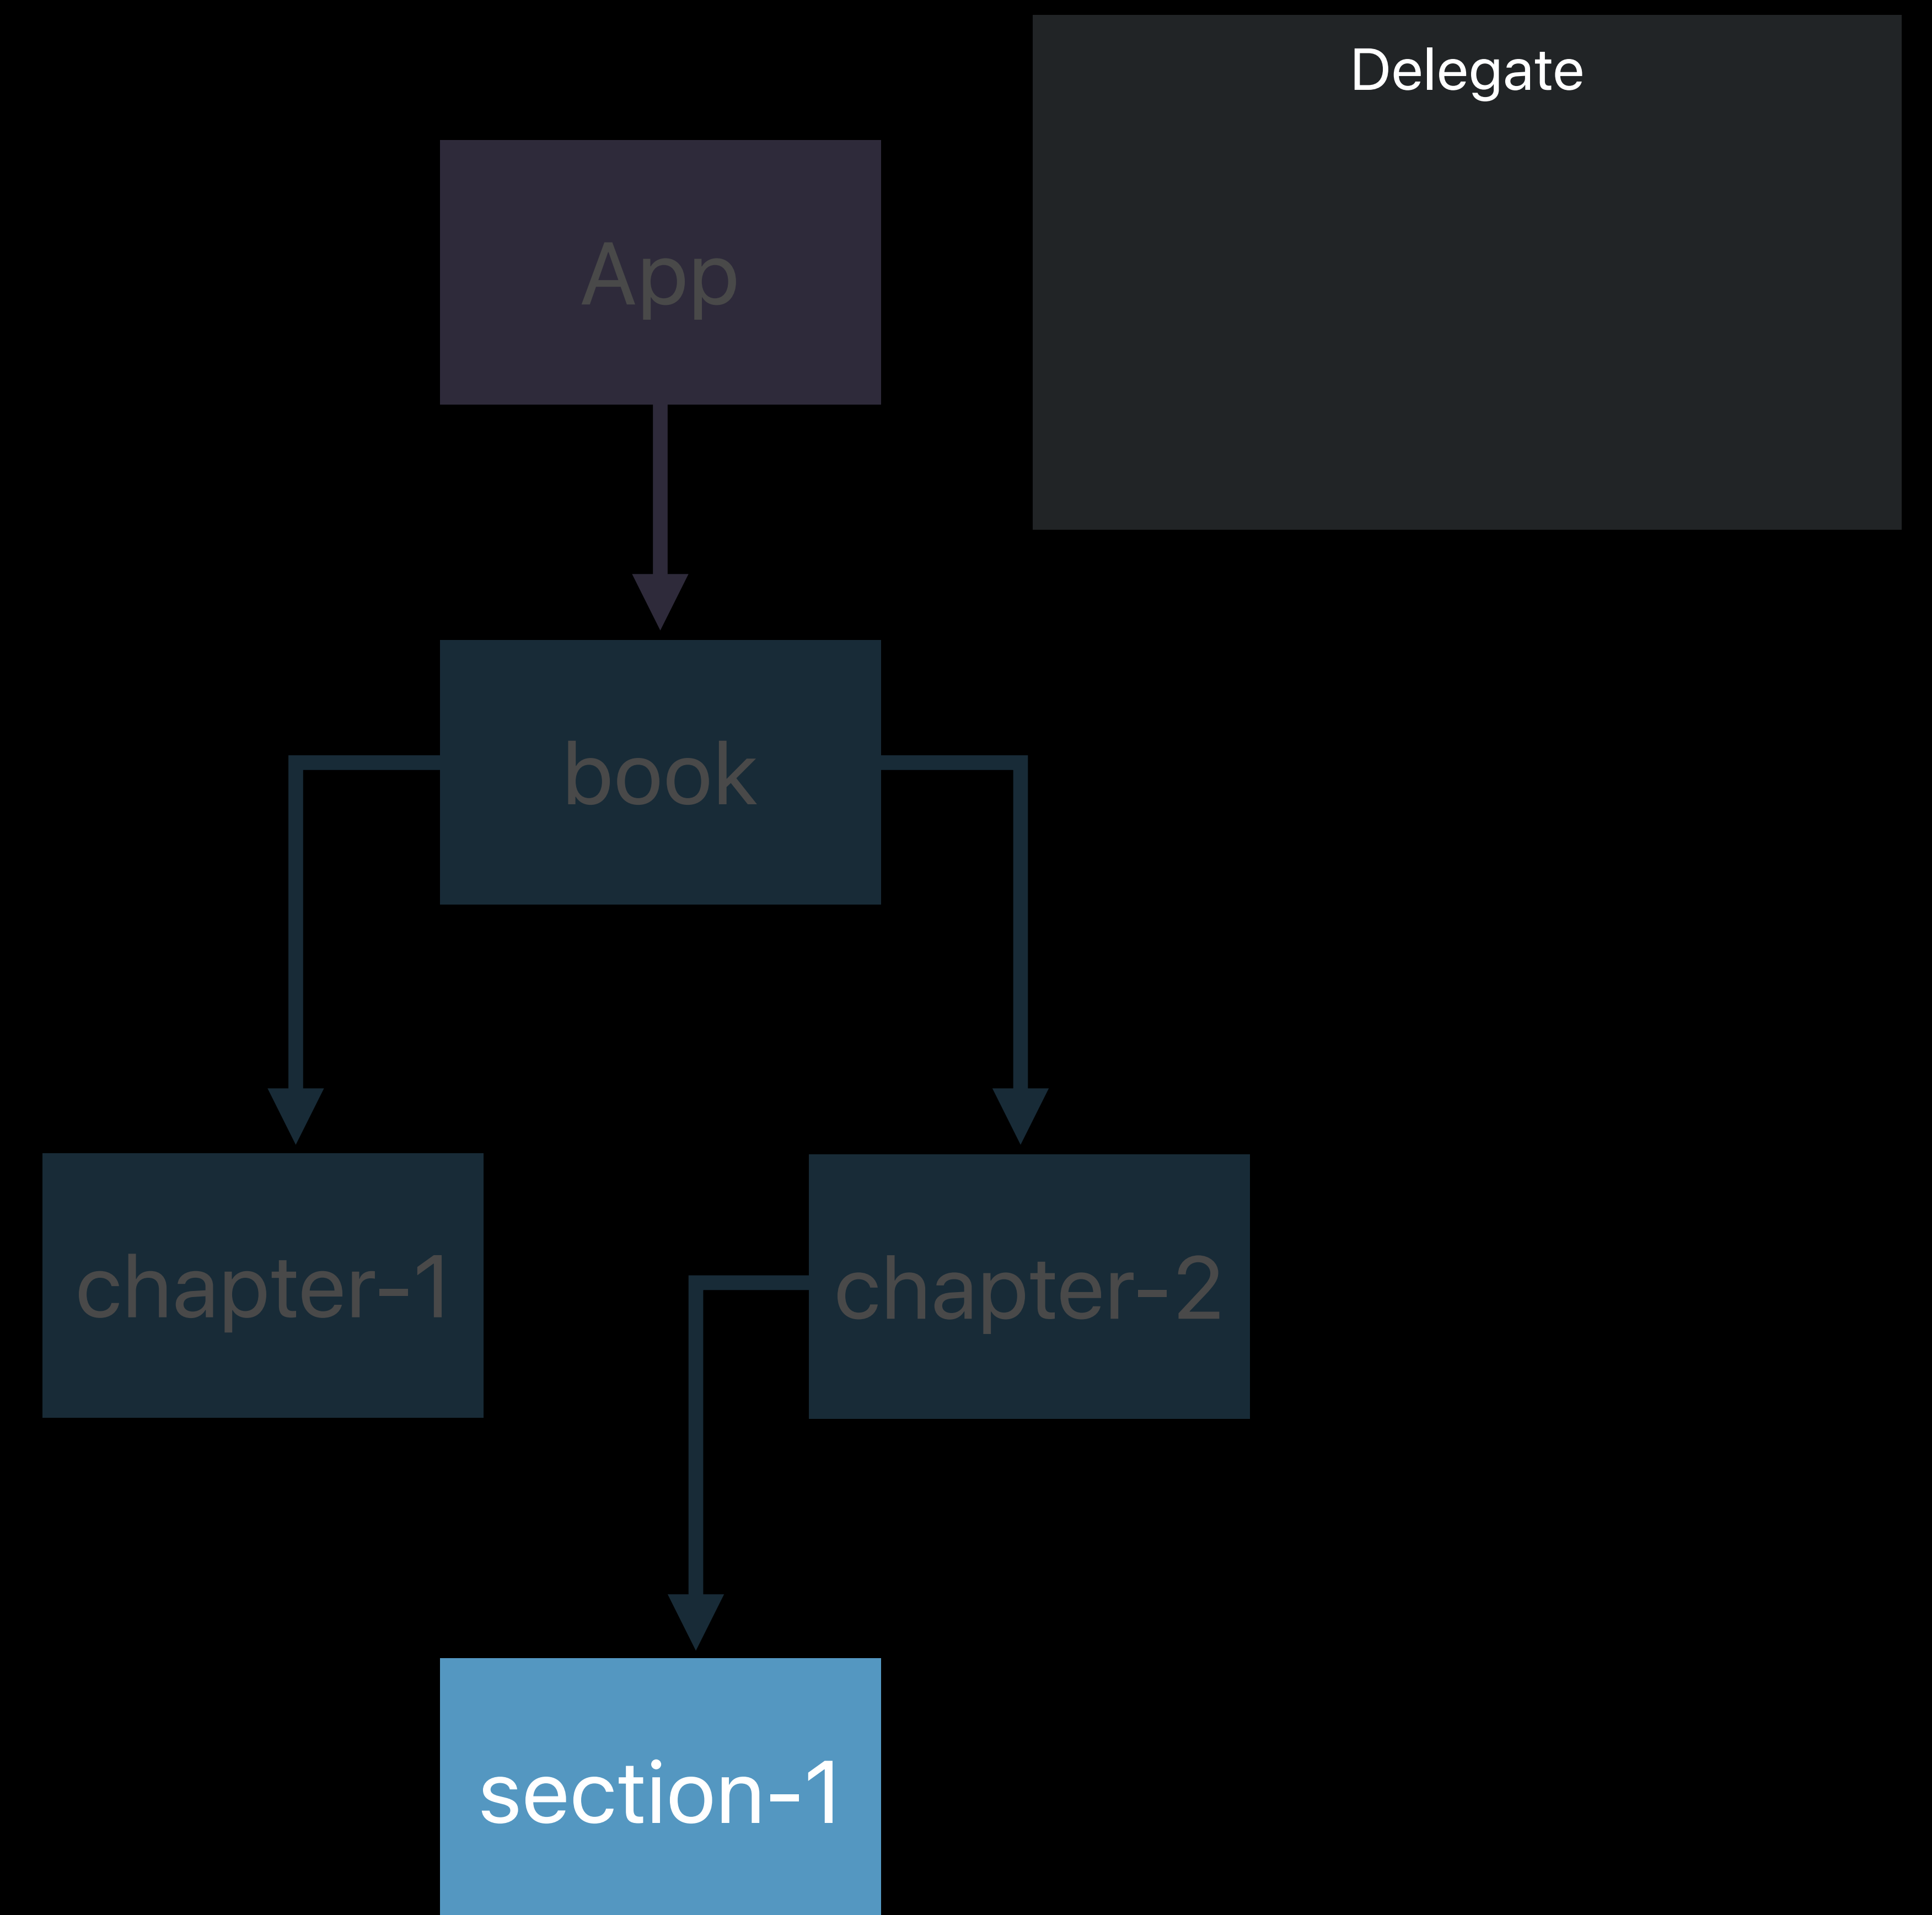 Delegate
App
book
chapter-1
chapter-2
section-1